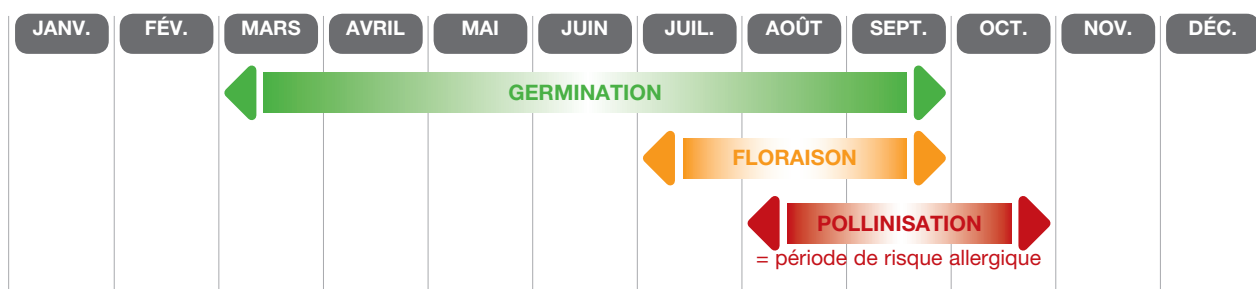 JANV. FÉV. MARS AVRIL MAI JUIN JUIL. AOÛT SEPT. OCT. NOV. DÉC.
GERMINATION
FLORAISON
POLLINISATION
= période de risque allergique